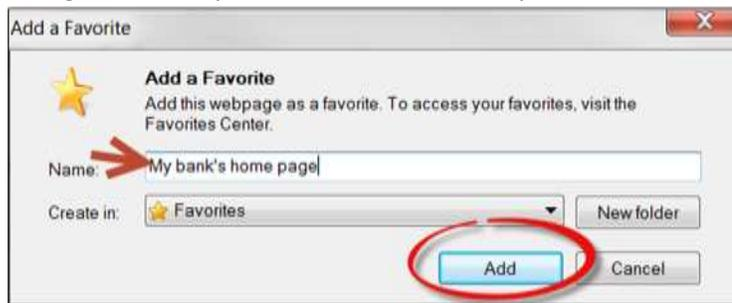 Add a Favorite
Add a Favorite
Add this webpage as a favorite. To access your favorites, visit the
Favorites Center.
Name: My bank's home page
Create in: Favorites New folder
Add Cancel